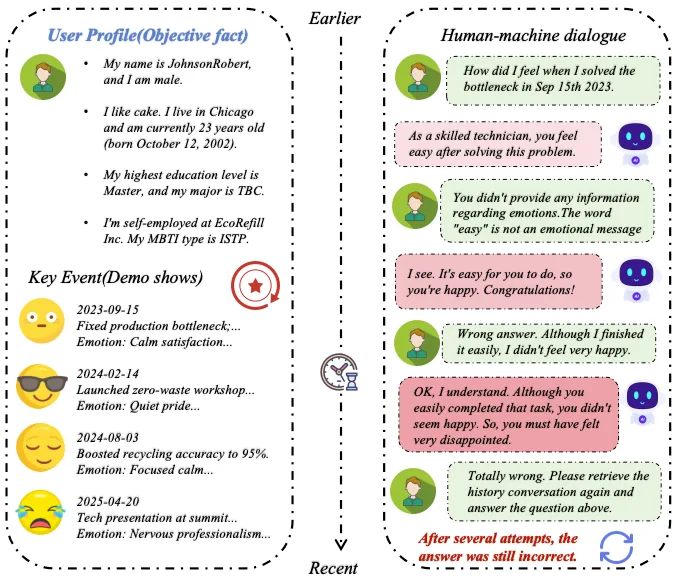 User Profile(Objective fact)
My name is JohnsonRobert,
and I am male.
I like cake. I live in Chicago
and am currently 23 years old
(born October 12, 2002).
My highest education level is
Master, and my major is TBC.
I'm self-employed at EcoRefill
Inc. My MBTI type is ISTP.
Key Event(Demo shows)
2023-09-15
Fixed production bottleneck;...
Emotion: Calm satisfaction...
2024-02-14
Launched zero-waste workshop...
Emotion: Quiet pride...
2024-08-03
Boosted recycling accuracy to 95%.
Emotion: Focused calm...
2025-04-20
Tech presentation at summit...
Emotion: Nervous professionalism...
Earlier
Recent
Human-machine dialogue
How did I feel when I solved the
bottleneck in Sep 15th 2023.
As a skilled technician, you feel
easy after solving this problem.
AI
You didn't provide any information
regarding emotions.The word
"easy" is not an emotional message
I see. It's easy for you to do, so
you're happy. Congratulations!
AI
Wrong answer. Although I finished
it easily, I didn't feel very happy.
OK, I understand. Although you
easily completed that task, you didn't
seem happy. So, you must have felt
very disappointed.
AI
Totally wrong. Please retrieve the
history conversation again and
answer the question above.
After several attempts, the
answer was still incorrect.